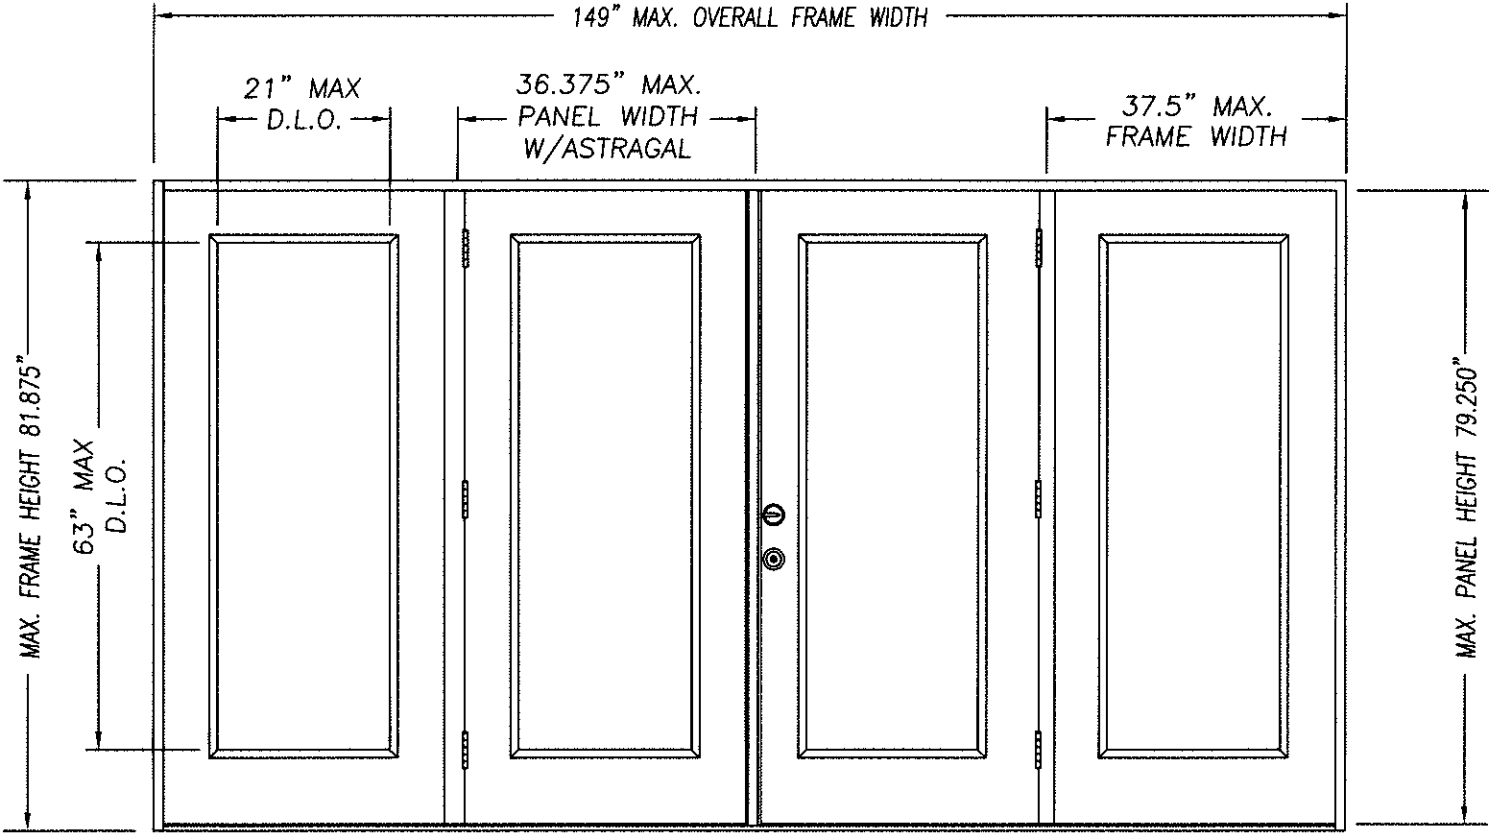 149” MAX. OVERALL FRAME WIDTH
21” MAX
D.L.O.
36.375” MAX.
PANEL WIDTH
W/ASTRAGAL
37.5” MAX.
FRAME WIDTH
MAX. FRAME HEIGHT 81.875”
63” MAX
D.L.O.
MAX. PANEL HEIGHT 79.250”